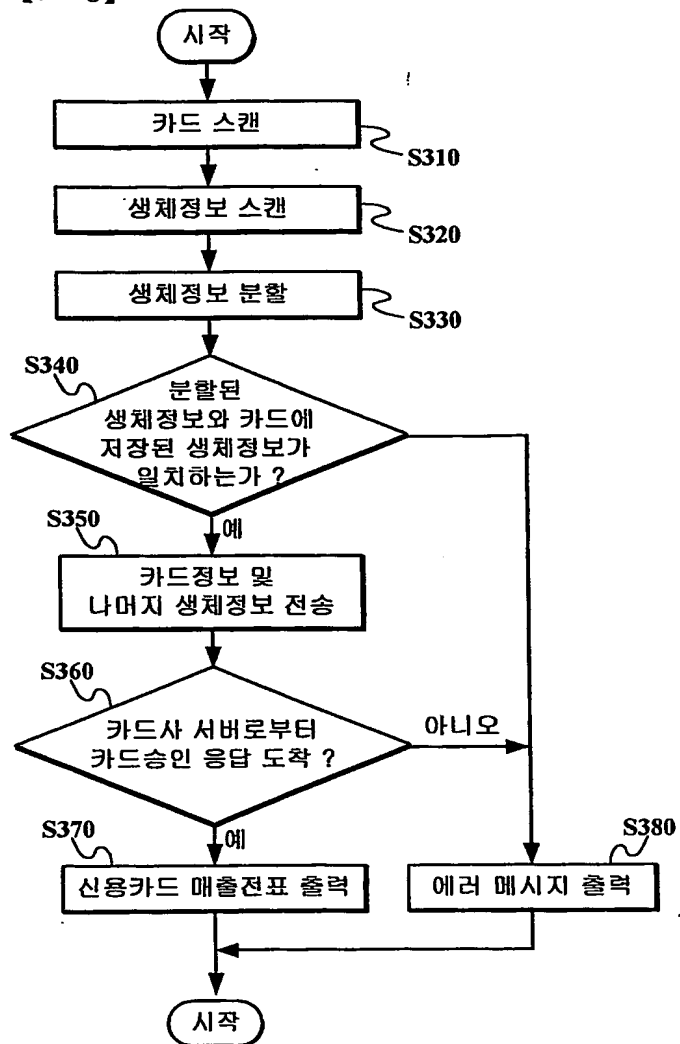 시작
카드 스캔
S310
생체정보 스캔
S320
생체정보 분할
S330
S340
분할된
생체정보와 카드에
저장된 생체정보가
일치하는가 ?
예
S350
카드정보 및
나머지 생체정보 전송
S360
카드사 서버로부터
카드승인 응답 도착 ?
아니오
예
S370
신용카드 매출전표 출력
S380
에러 메시지 출력
시작